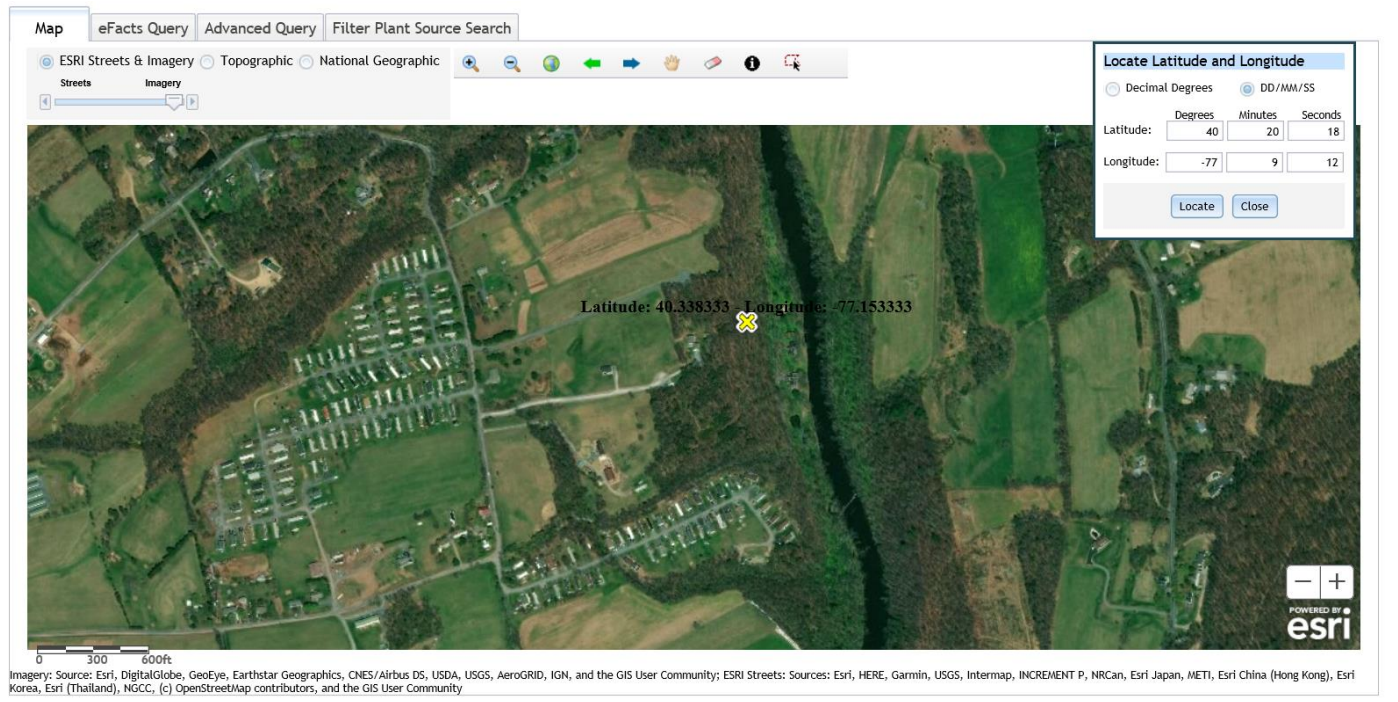 Map eFacts Query Advanced Query Filter Plant Source Search
ESRI Streets & Imagery Topographic National Geographic
Streets Imagery
Locate Latitude and Longitude
Decimal Degrees DD/MM/SS
Degrees Minutes Seconds
Latitude: 40 20 18
Longitude: -77 9 12
Locate Close
Latitude: 40.338333 - Longitude: -77.153333
POWERED BY
esri
0 300 600ft
Imagery: Source: Esri, DigitalGlobe, GeoEye, Earthstar Geographics, CNES/Airbus DS, USDA, USGS, AeroGRID, IGN, and the GIS User Community; ESRI Streets: Sources: Esri, HERE, Garmin, USGS, Intermap, INCREMENT P, NRCan, Esri Japan, METI, Esri China (Hong Kong), Esri
Korea, Esri (Thailand), NGCC, (c) OpenStreetMap contributors, and the GIS User Community